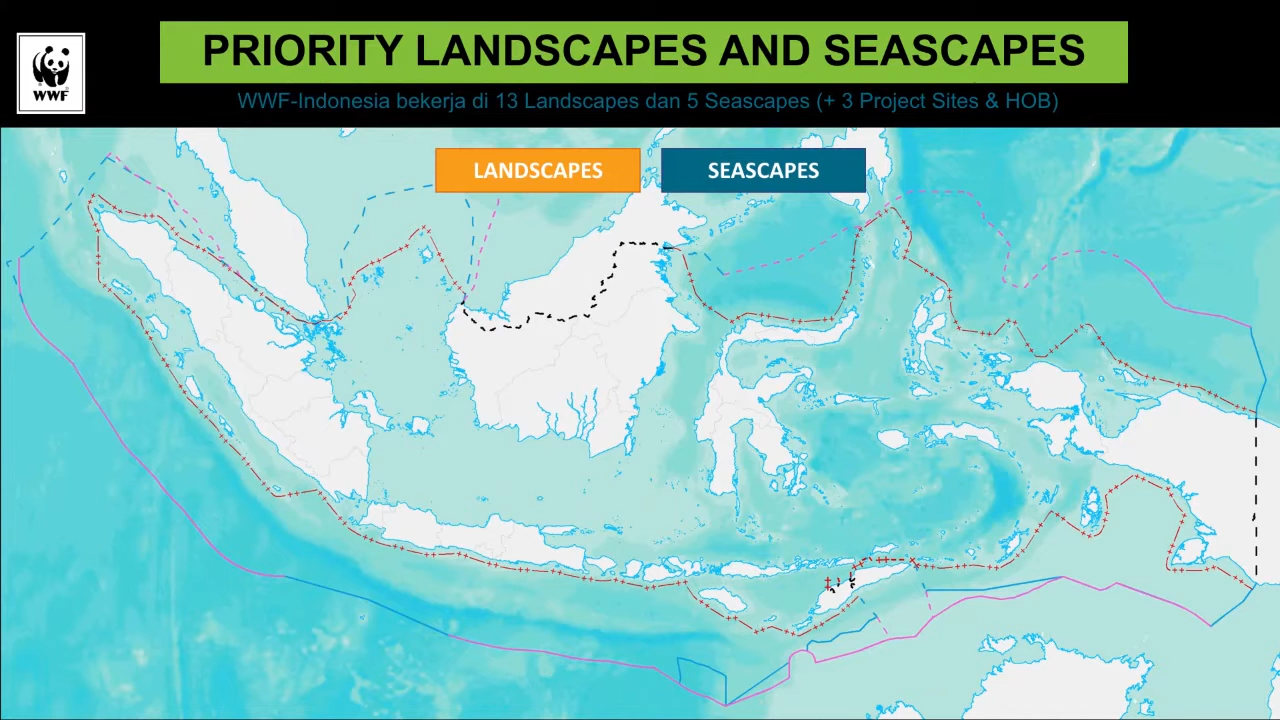 PRIORITY LANDSCAPES AND SEASCAPES
WWF
WWF-Indonesia bekerja di 13 Landscapes dan 5 Seascapes (+ 3 Project Sites & HOB)
LANDSCAPES
SEASCAPES